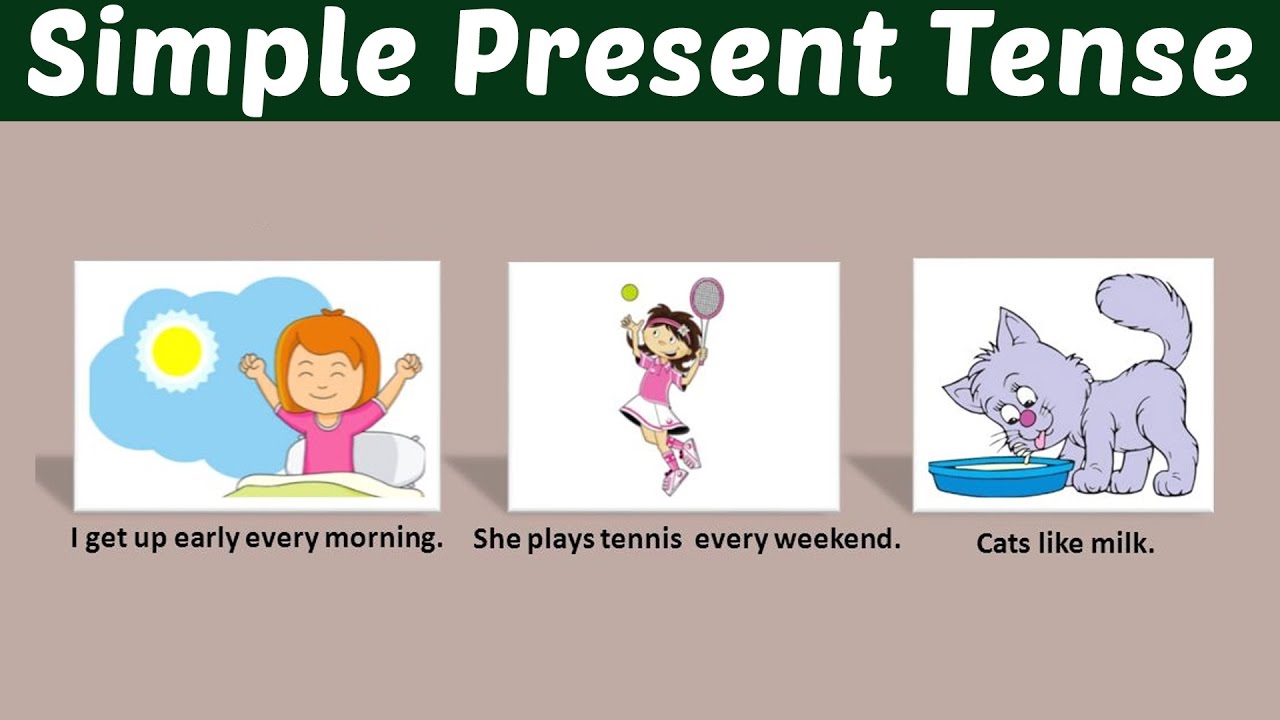 Simple Present Tense
I get up early every morning.
She plays tennis every weekend.
Cats like milk.